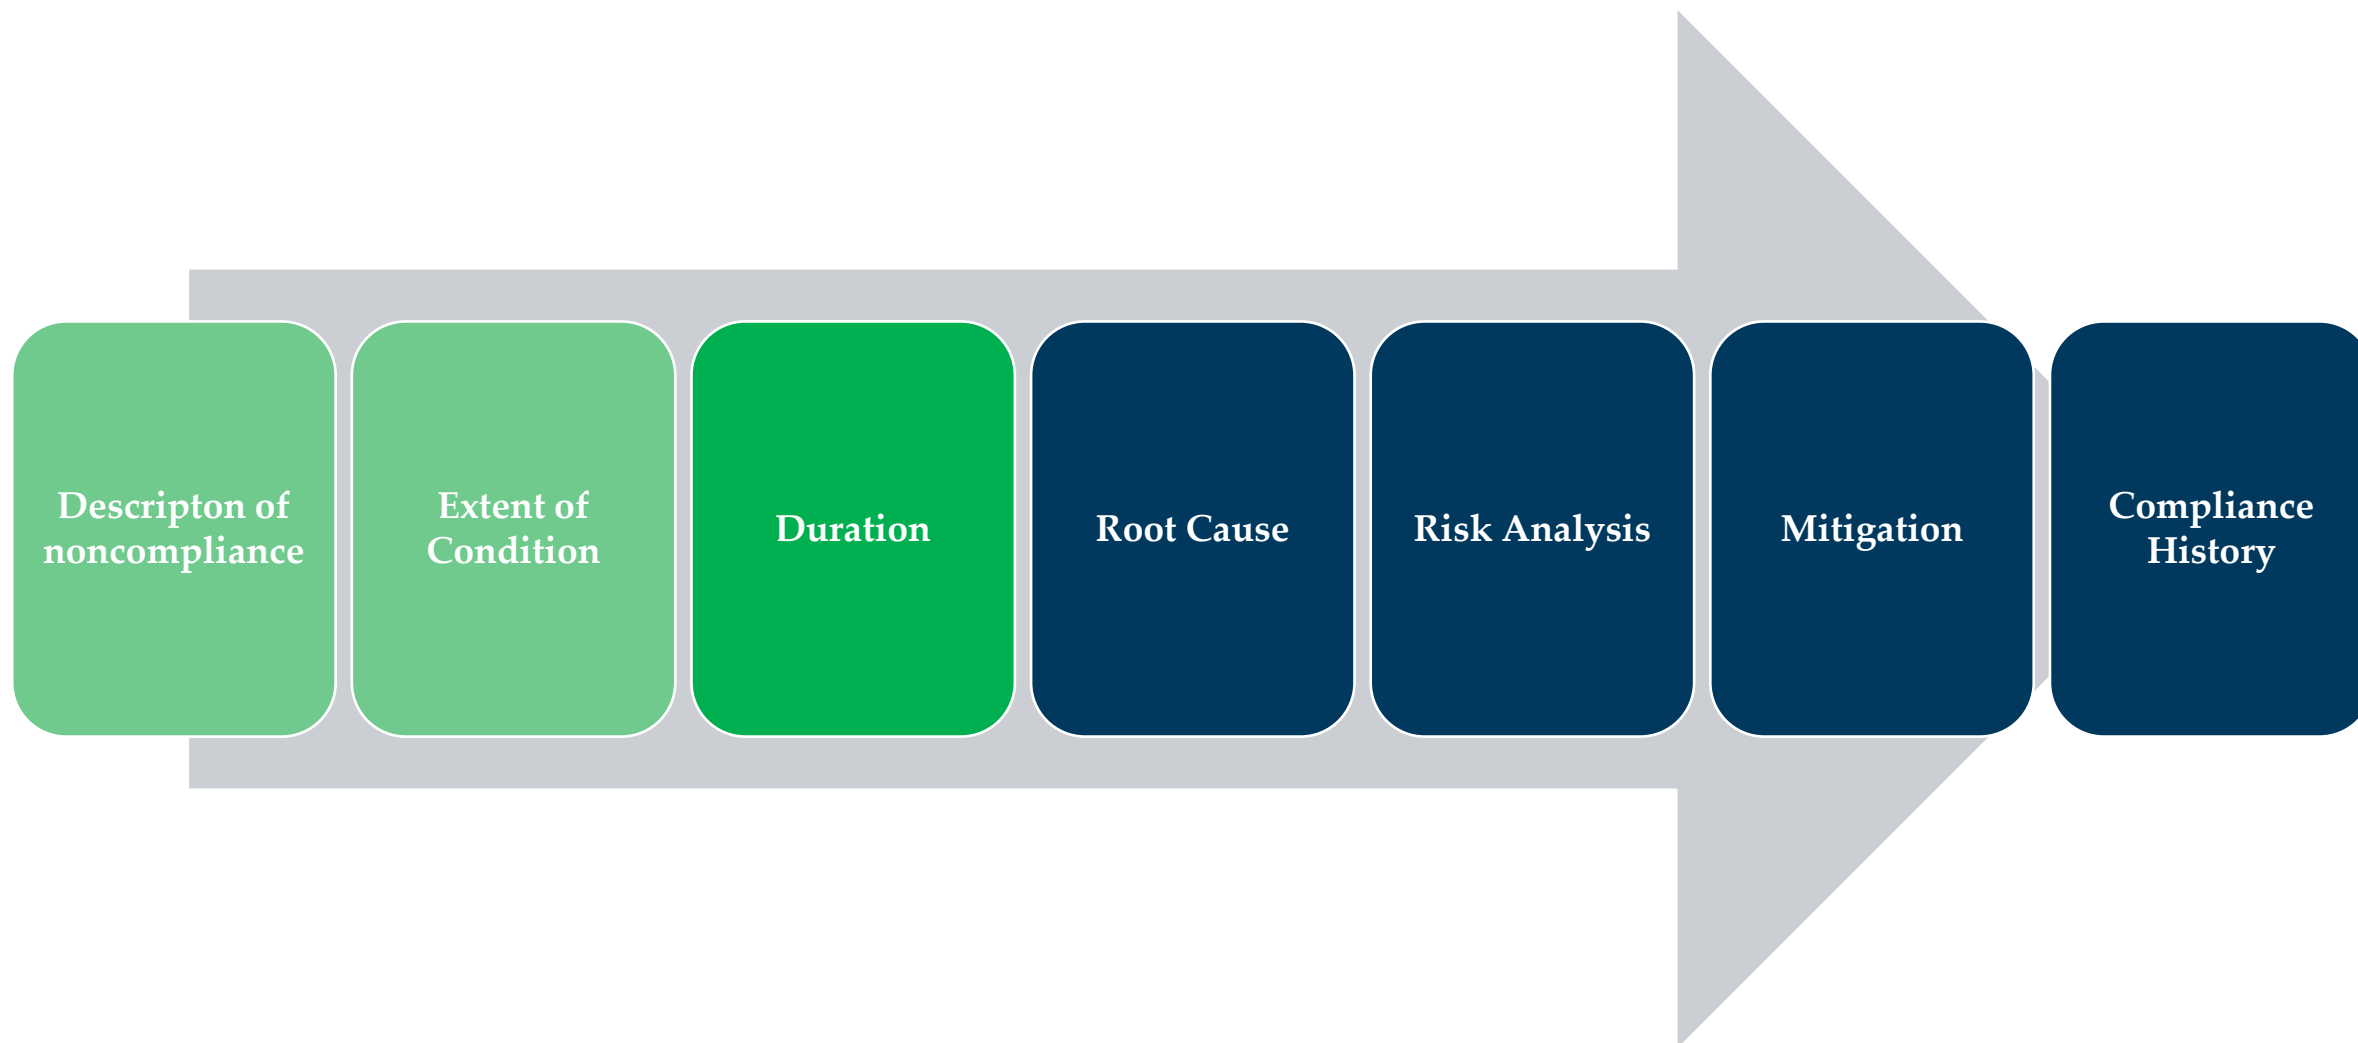 Descripton of
noncompliance
Extent of
Condition
Duration
Root Cause
Risk Analysis
Mitigation
Compliance
History